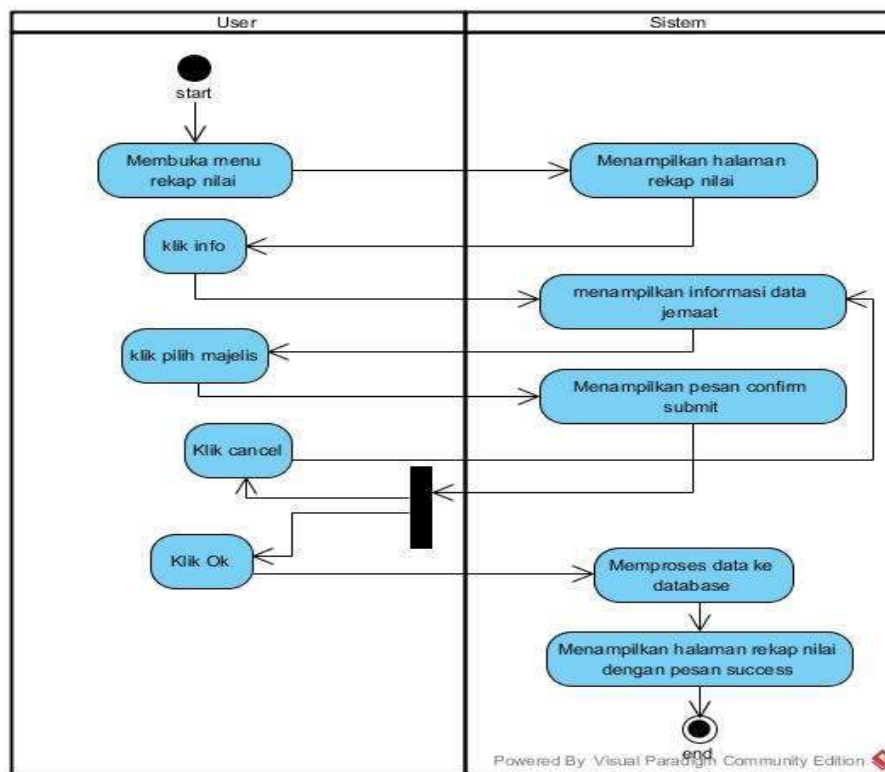 User
Sistem
start
Membuka menu
rekap nilai
Menampilkan halaman
rekap nilai
klik info
menampilkan informasi data
jemaat
klik pilih majelis
Menampilkan pesan confirm
submit
Klik cancel
Klik Ok
Memproses data ke
database
Menampilkan halaman rekap nilai
dengan pesan success
end
Powered By Visual Paradigm Community Edition